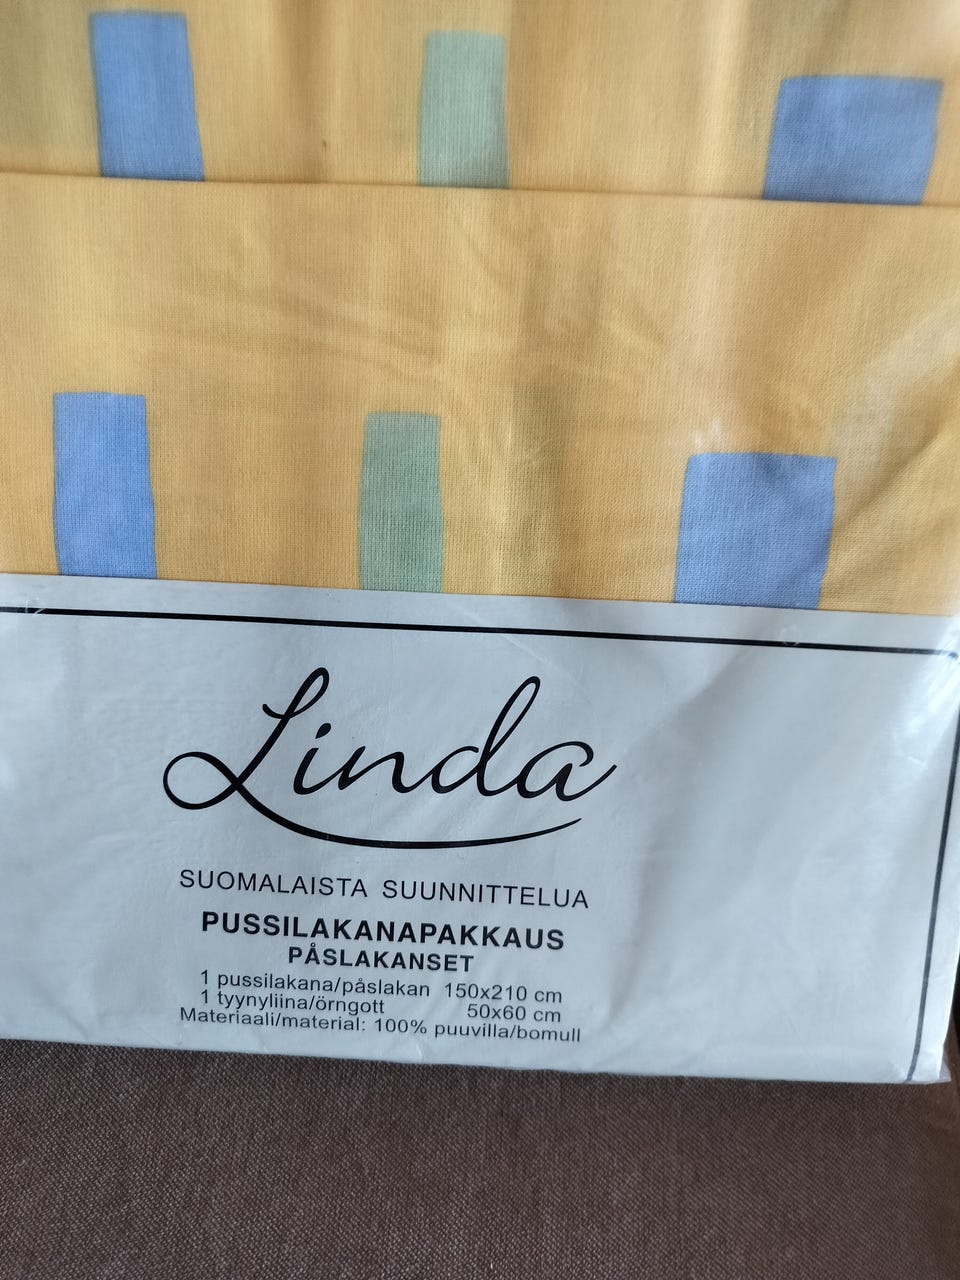 Linda
SUOMALAISTA SUUNNITTELUA
PUSSILAKANAPAKKAUS
PÅSLAKANSET
1 pussilakana/påslakan 150x210 cm
1 tyynyliina/örngott 50x60 cm
Materiaali/material: 100% puuvilla/bomull